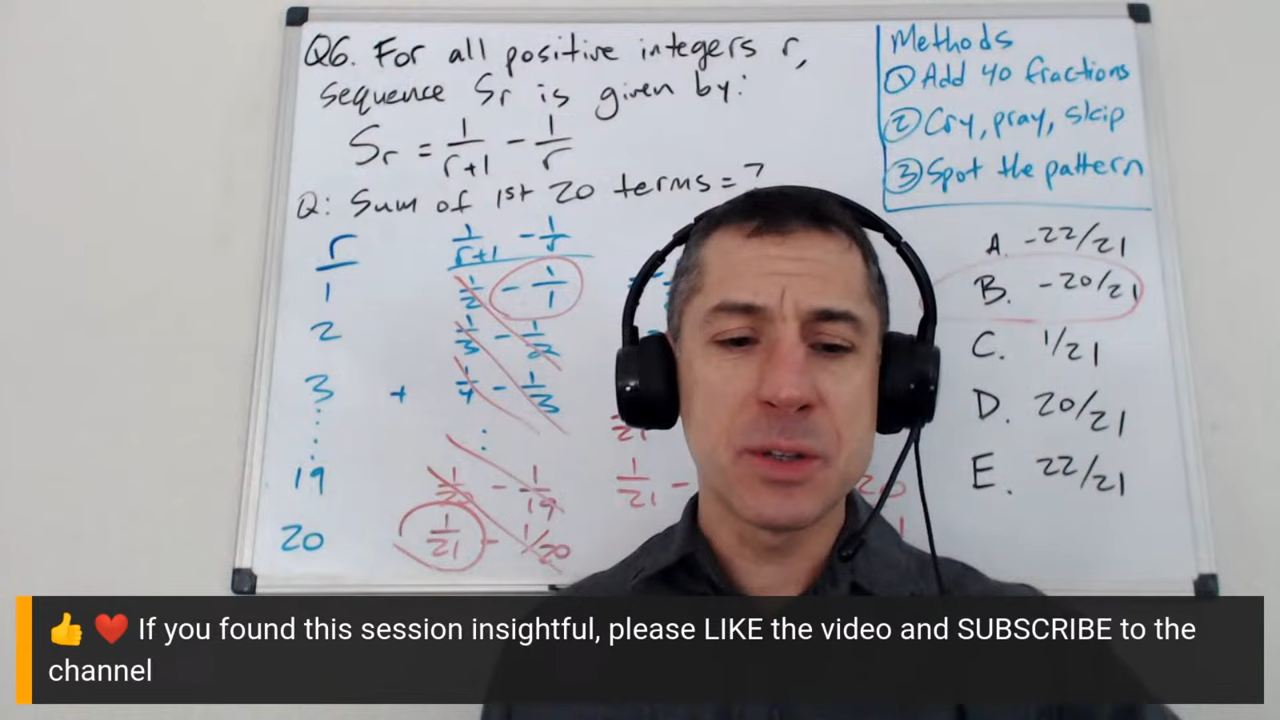 Q6. For all positive integers r,
sequence Sr is given by:
Sr = 1/r+1 - 1/r
Q: Sum of 1st 20 terms = ?
Methods
① Add 40 fractions
② Cry, pray, skip
③ Spot the pattern
r 1/r+1 - 1/r
1 1/2 - 1/1
2 1/3 - 1/2
3 + 1/4 - 1/3
⋮ ⋮
19 1/20 - 1/19
20 1/21 - 1/20
1/21 -
20
A. -22/21
B. -20/21
C. 1/21
D. 20/21
E. 22/21
👍 ❤️ If you found this session insightful, please LIKE the video and SUBSCRIBE to the
channel